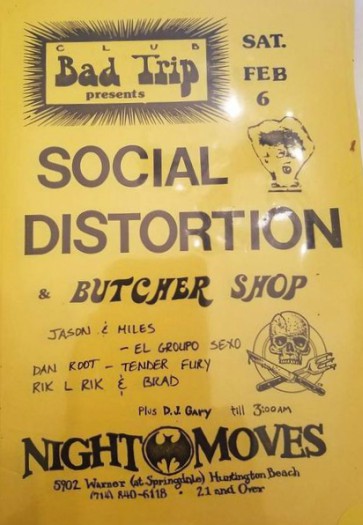 CLUB
Bad Trip
presents
SAT.
FEB
6
SOCIAL
DISTORTION
& BUTCHER SHOP
JASON & MILES
- EL GROUPO SEXO
DAN ROOT - TENDER FURY
RIK L RIK & BRAD
Plus D.J. GARY till 3:00AM
NIGHT MOVES
5902 Warner (at Springdale) Huntington Beach
(714) 840-6118 • 21 and Over